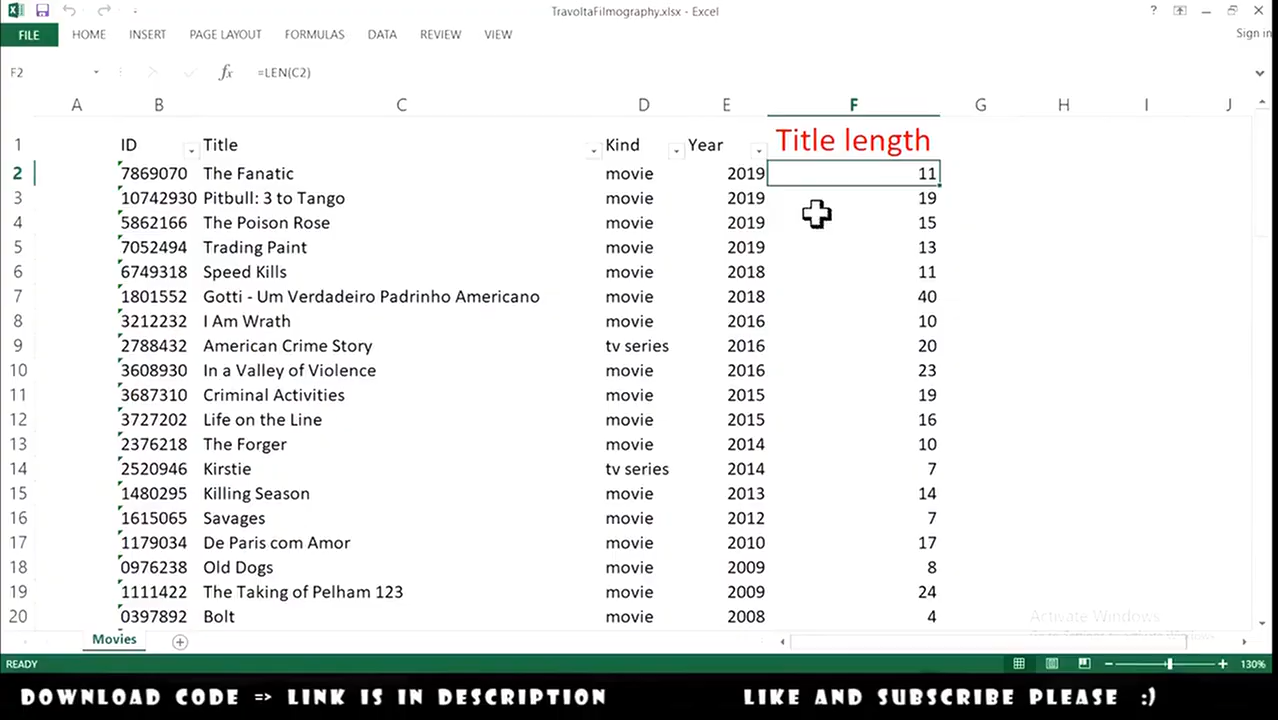 TravoltaFilmography.xlsx - Excel
?
FILE HOME INSERT PAGE LAYOUT FORMULAS DATA REVIEW VIEW Sign in
F2 fx =LEN(C2)
A B C D E F G H I J
1 ID Title Kind Year Title length
2 7869070 The Fanatic movie 2019 11
3 10742930 Pitbull: 3 to Tango movie 2019 19
4 5862166 The Poison Rose movie 2019 15
5 7052494 Trading Paint movie 2019 13
6 6749318 Speed Kills movie 2018 11
7 1801552 Gotti - Um Verdadeiro Padrinho Americano movie 2018 40
8 3212232 I Am Wrath movie 2016 10
9 2788432 American Crime Story tv series 2016 20
10 3608930 In a Valley of Violence movie 2016 23
11 3687310 Criminal Activities movie 2015 19
12 3727202 Life on the Line movie 2015 16
13 2376218 The Forger movie 2014 10
14 2520946 Kirstie tv series 2014 7
15 1480295 Killing Season movie 2013 14
16 1615065 Savages movie 2012 7
17 1179034 De Paris com Amor movie 2010 17
18 0976238 Old Dogs movie 2009 8
19 1111422 The Taking of Pelham 123 movie 2009 24
20 0397892 Bolt movie 2008 4
Activate Windows
Movies
READY 130%
DOWNLOAD CODE => LINK IS IN DESCRIPTION LIKE AND SUBSCRIBE PLEASE :)